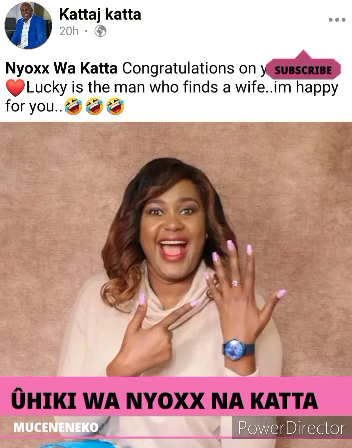 Kattaj katta
20h
Nyoxx Wa Katta Congratulations on y
SUBSCRIBE
Lucky is the man who finds a wife..im happy
for you..
ÛHIKI WA NYOXX NA KATTA
MUCENENEKO
PowerDirector